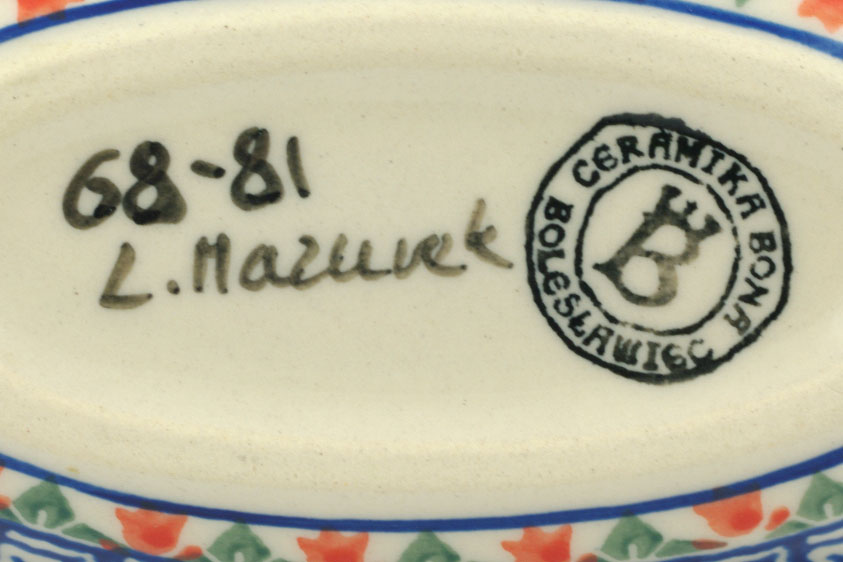 68-81
L. Mazurek
CERAMIKA BONA
BOLESŁAWIEC
B